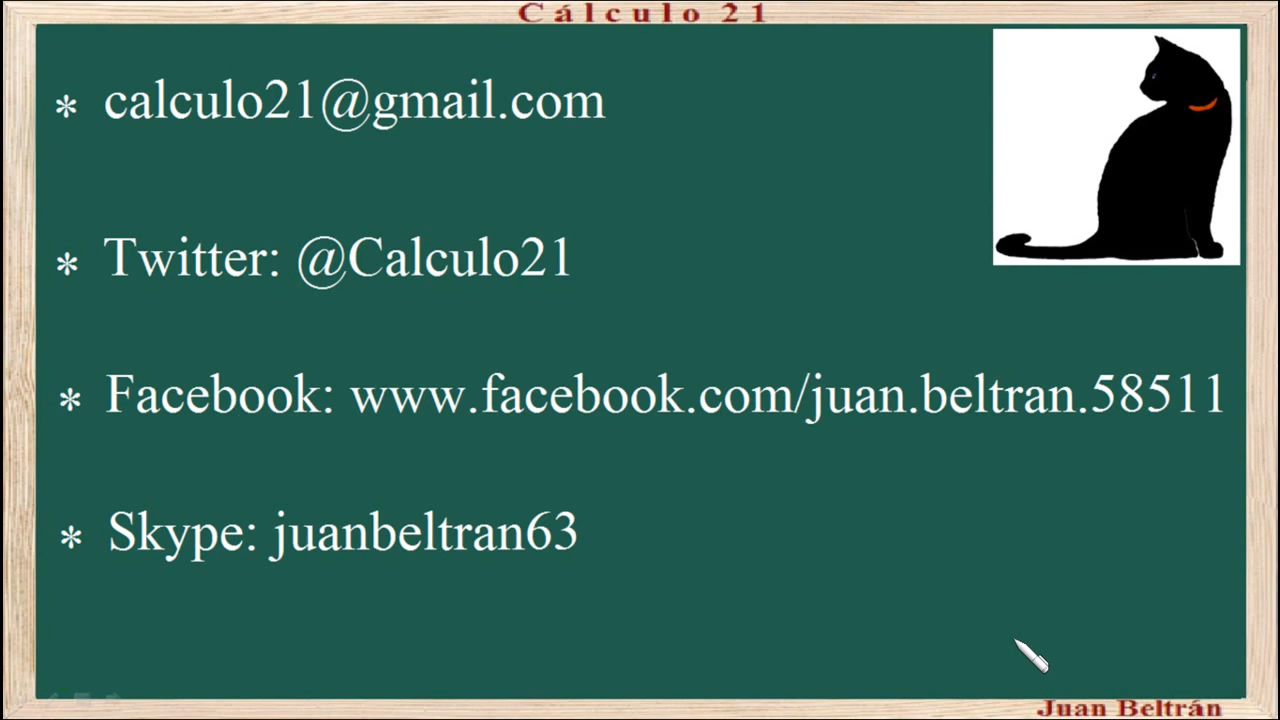 Cálculo 21
* calculo21@gmail.com
* Twitter: @Calculo21
* Facebook: www.facebook.com/juan.beltran.58511
* Skype: juanbeltran63
Juan Beltrán